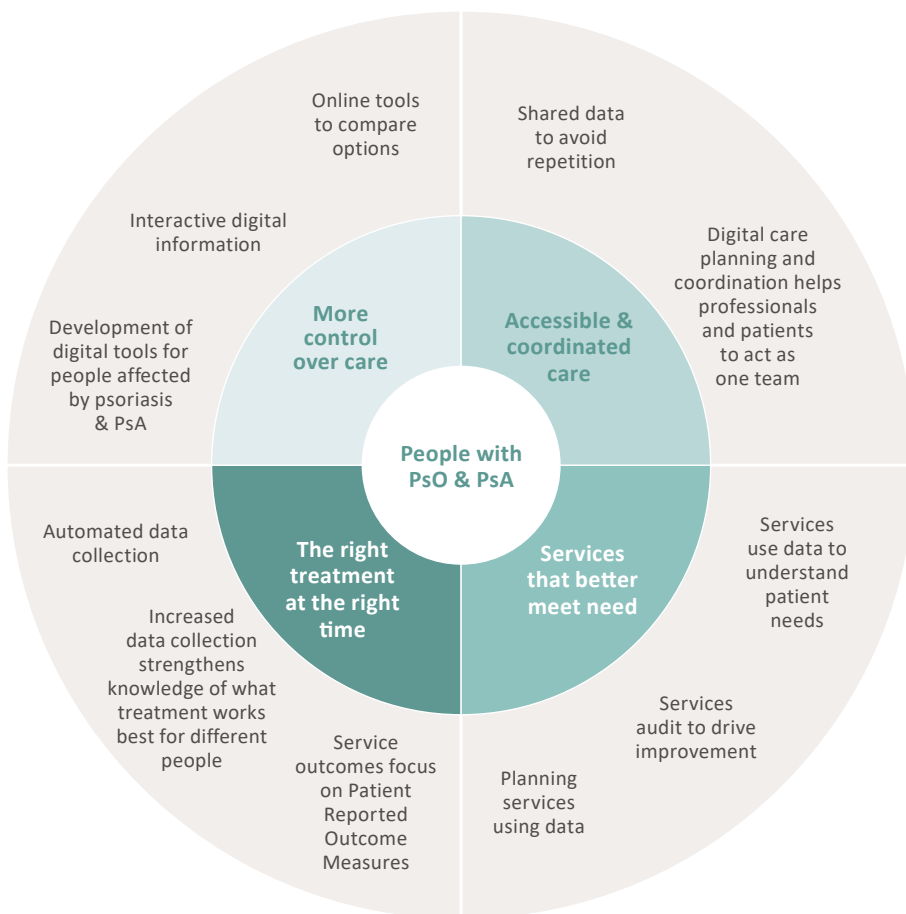 Online tools
to compare
options
Interactive digital
information
Development of
digital tools for
people affected
by psoriasis
& PsA
More
control
over care
Shared data
to avoid
repetition
Digital care
planning and
coordination helps
professionals
and patients
to act as
one team
Accessible &
coordinated
care
People with
PsO & PsA
Automated data
collection
Increased
data collection
strengthens
knowledge of what
treatment works
best for different
people
Service
outcomes focus
on Patient
Reported
Outcome
Measures
The right
treatment
at the right
time
Services
that better
meet need
Services
use data to
understand
patient
needs
Services
audit to drive
improvement
Planning
services
using data